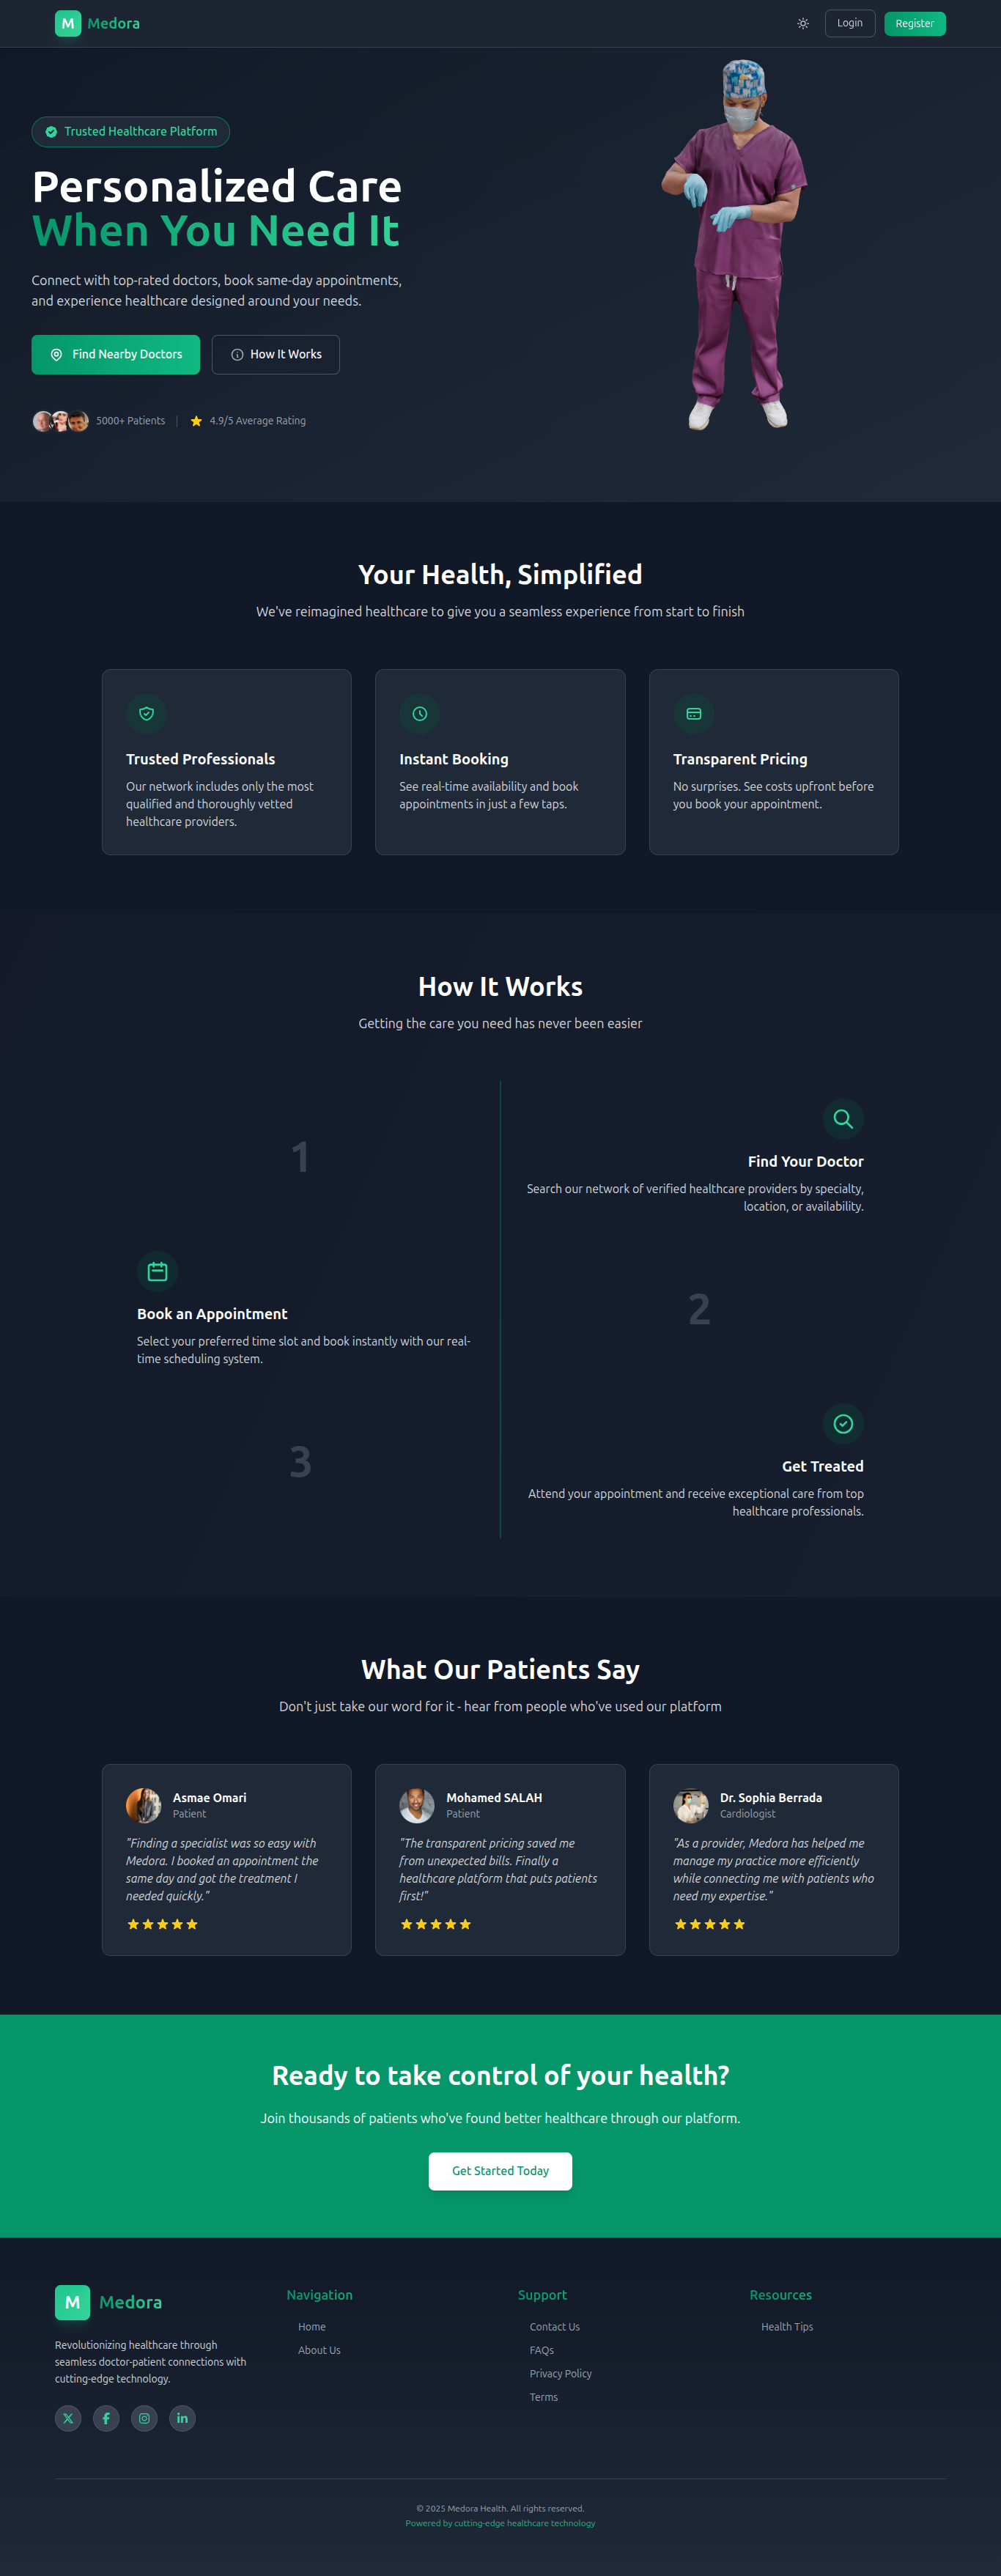 M Medora
Login
Register
Trusted Healthcare Platform
Personalized Care
When You Need It
Connect with top-rated doctors, book same-day appointments,
and experience healthcare designed around your needs.
Find Nearby Doctors
How It Works
5000+ Patients | 4.9/5 Average Rating
Your Health, Simplified
We've reimagined healthcare to give you a seamless experience from start to finish
Trusted Professionals
Our network includes only the most
qualified and thoroughly vetted
healthcare providers.
Instant Booking
See real-time availability and book
appointments in just a few taps.
Transparent Pricing
No surprises. See costs upfront before
you book your appointment.
How It Works
Getting the care you need has never been easier
1
Find Your Doctor
Search our network of verified healthcare providers by specialty,
location, or availability.
Book an Appointment
Select your preferred time slot and book instantly with our real-
time scheduling system.
2
3
Get Treated
Attend your appointment and receive exceptional care from top
healthcare professionals.
What Our Patients Say
Don't just take our word for it - hear from people who've used our platform
Asmae Omari
Patient
"Finding a specialist was so easy with
Medora. I booked an appointment the
same day and got the treatment I
needed quickly."
Mohamed SALAH
Patient
"The transparent pricing saved me
from unexpected bills. Finally a
healthcare platform that puts patients
first!"
Dr. Sophia Berrada
Cardiologist
"As a provider, Medora has helped me
manage my practice more efficiently
while connecting me with patients who
need my expertise."
Ready to take control of your health?
Join thousands of patients who've found better healthcare through our platform.
Get Started Today
M Medora
Revolutionizing healthcare through
seamless doctor-patient connections with
cutting-edge technology.
Navigation
Home
About Us
Support
Contact Us
FAQs
Privacy Policy
Terms
Resources
Health Tips
© 2025 Medora Health. All rights reserved.
Powered by cutting-edge healthcare technology